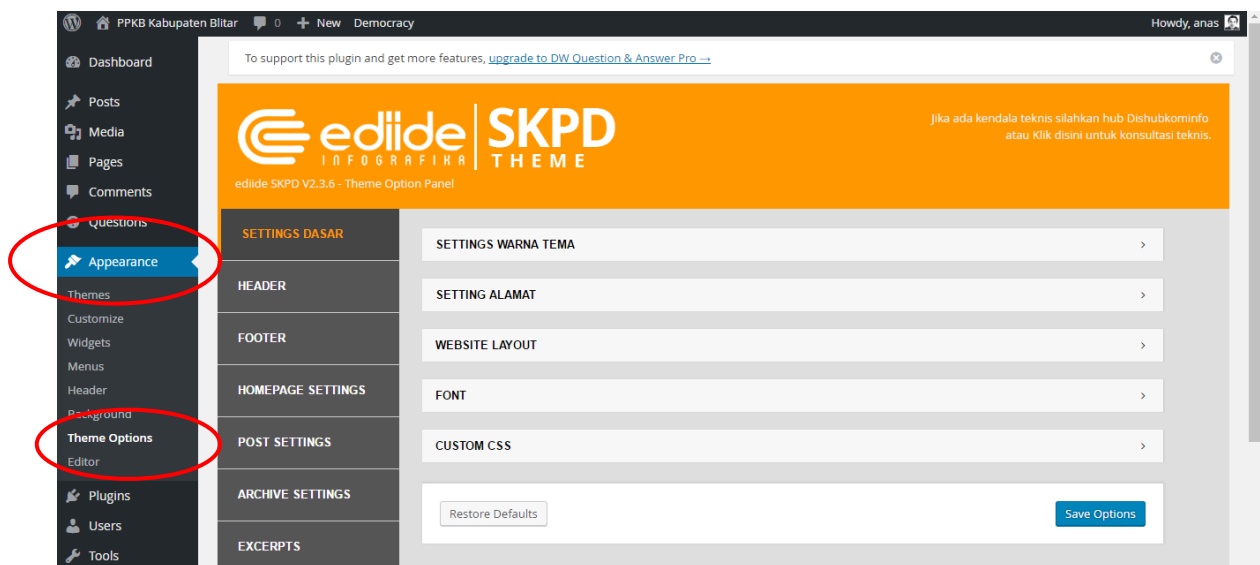 PPKB Kabupaten Blitar 0 + New Democracy Howdy, anas
Dashboard
Posts
Media
Pages
Comments
Questions
Appearance
Themes
Customize
Widgets
Menus
Header
Background
Theme Options
Editor
Plugins
Users
Tools
To support this plugin and get more features, upgrade to DW Question & Answer Pro →
ediide SKPD
INFOGRAFIKA THEME
ediide SKPD V2.3.6 - Theme Option Panel
Jika ada kendala teknis silahkan hub Dishubkominfo
atau Klik disini untuk konsultasi teknis.
SETTINGS DASAR
HEADER
FOOTER
HOMEPAGE SETTINGS
POST SETTINGS
ARCHIVE SETTINGS
EXCERPTS
SETTINGS WARNA TEMA
SETTING ALAMAT
WEBSITE LAYOUT
FONT
CUSTOM CSS
Restore Defaults Save Options